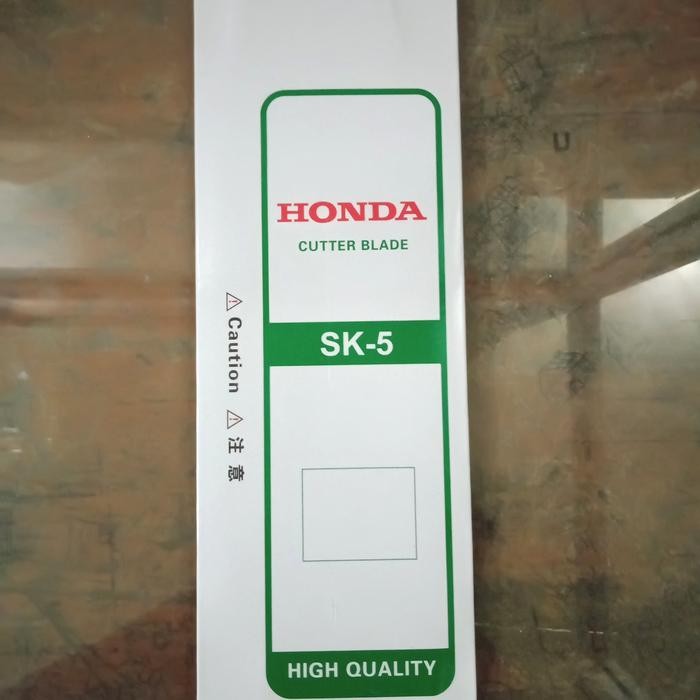 HONDA
CUTTER BLADE
SK-5
HIGH QUALITY
Caution 注意